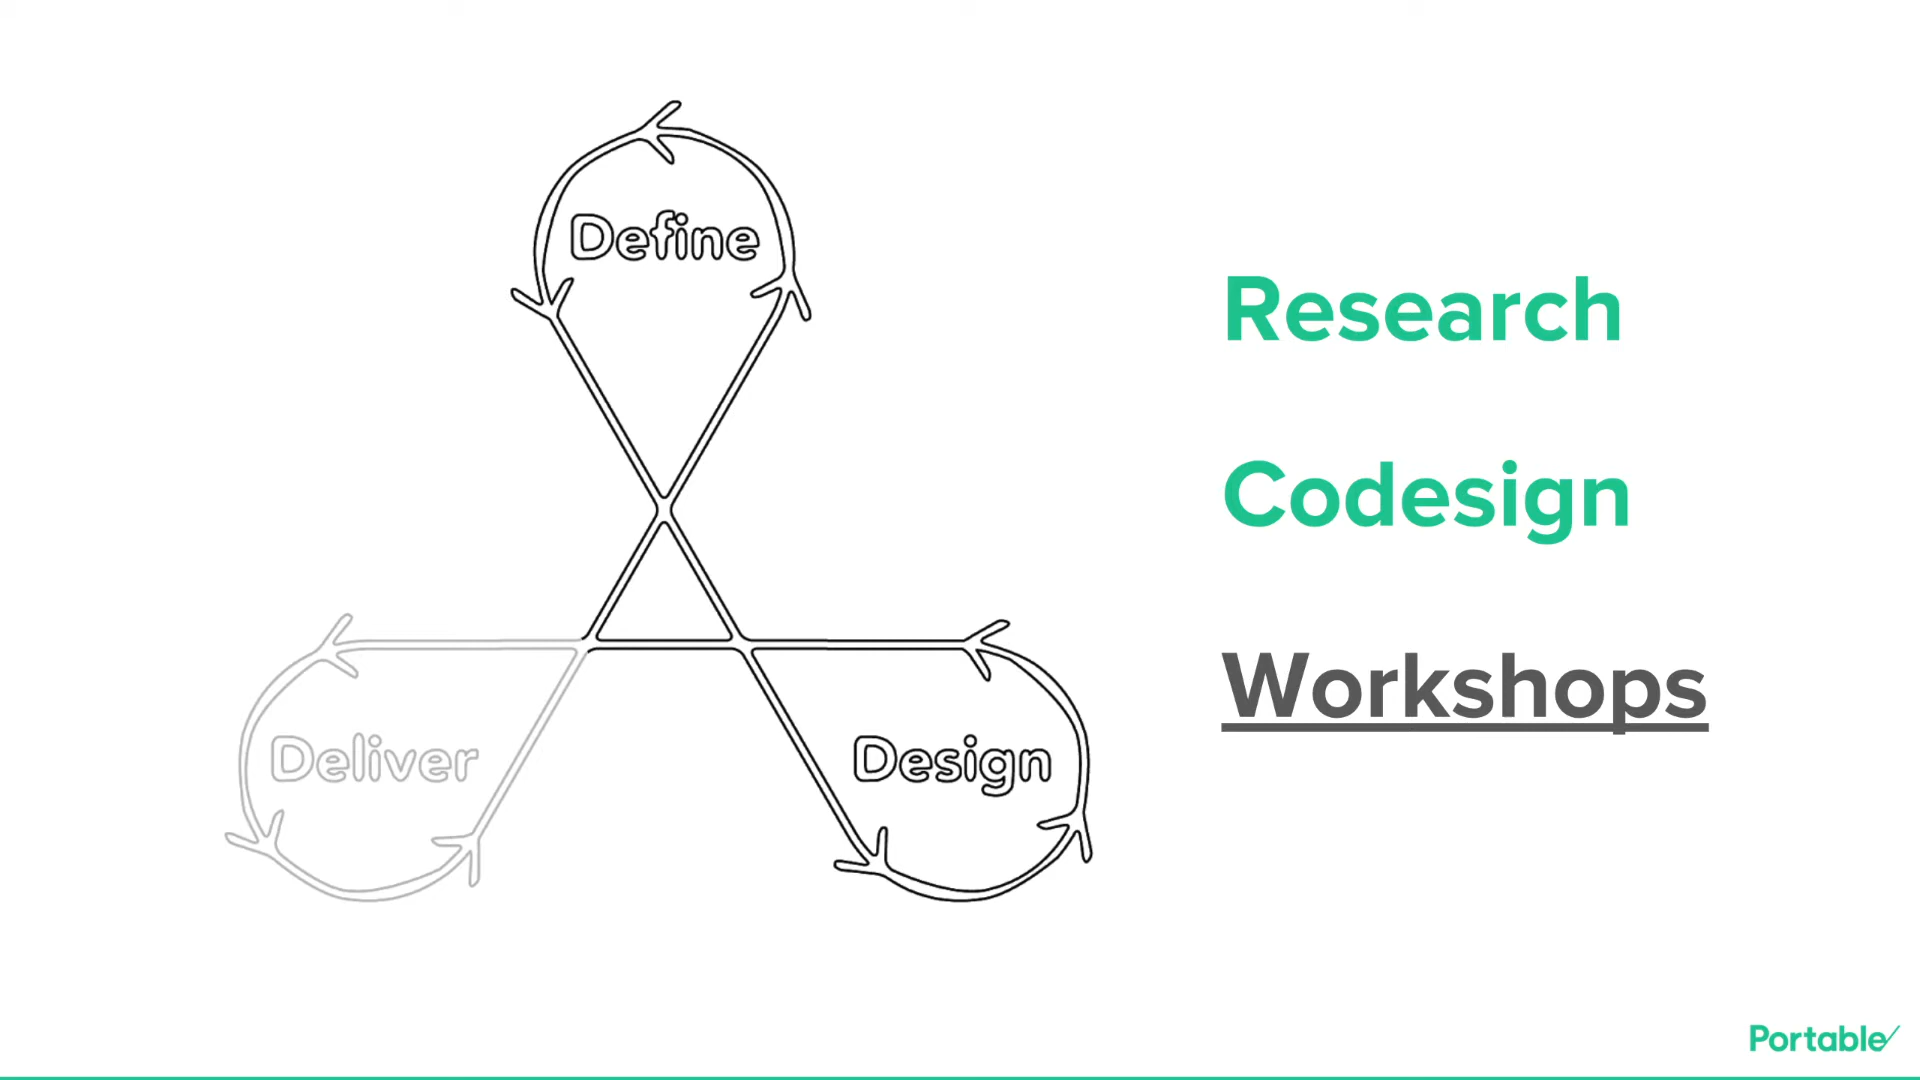 Define
Deliver
Design
Research
Codesign
Workshops
Portable